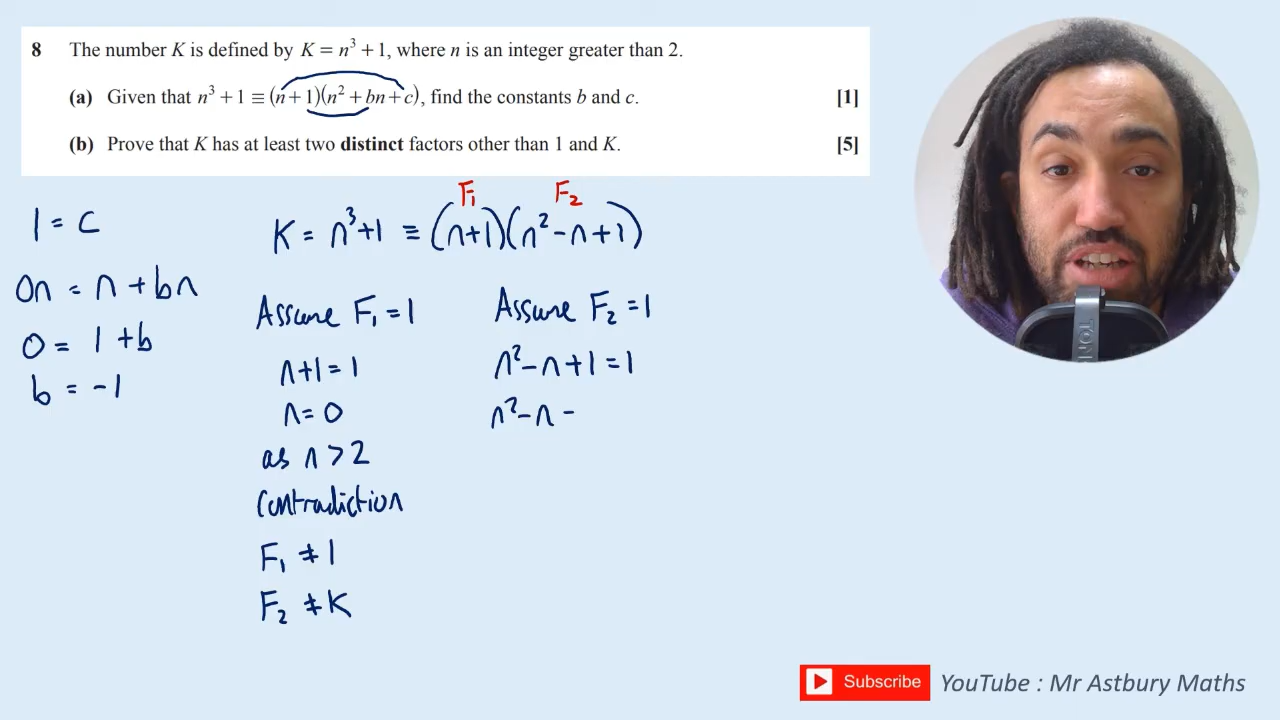 8 The number K is defined by K = n³ + 1, where n is an integer greater than 2.
(a) Given that n³ + 1 ≡ (n + 1)(n² + bn + c), find the constants b and c. [1]
(b) Prove that K has at least two distinct factors other than 1 and K. [5]
F₁ F₂
K = n³+1 ≡ (n+1)(n² - n + 1)
1 = c
0n = n + bn
0 = 1 + b
b = -1
Assume F₁ = 1
n+1 = 1
n = 0
as n > 2
Contradiction
F₁ ≠ 1
F₂ ≠ K
Assume F₂ = 1
n² - n + 1 = 1
n² - n =
TON
Subscribe YouTube : Mr Astbury Maths